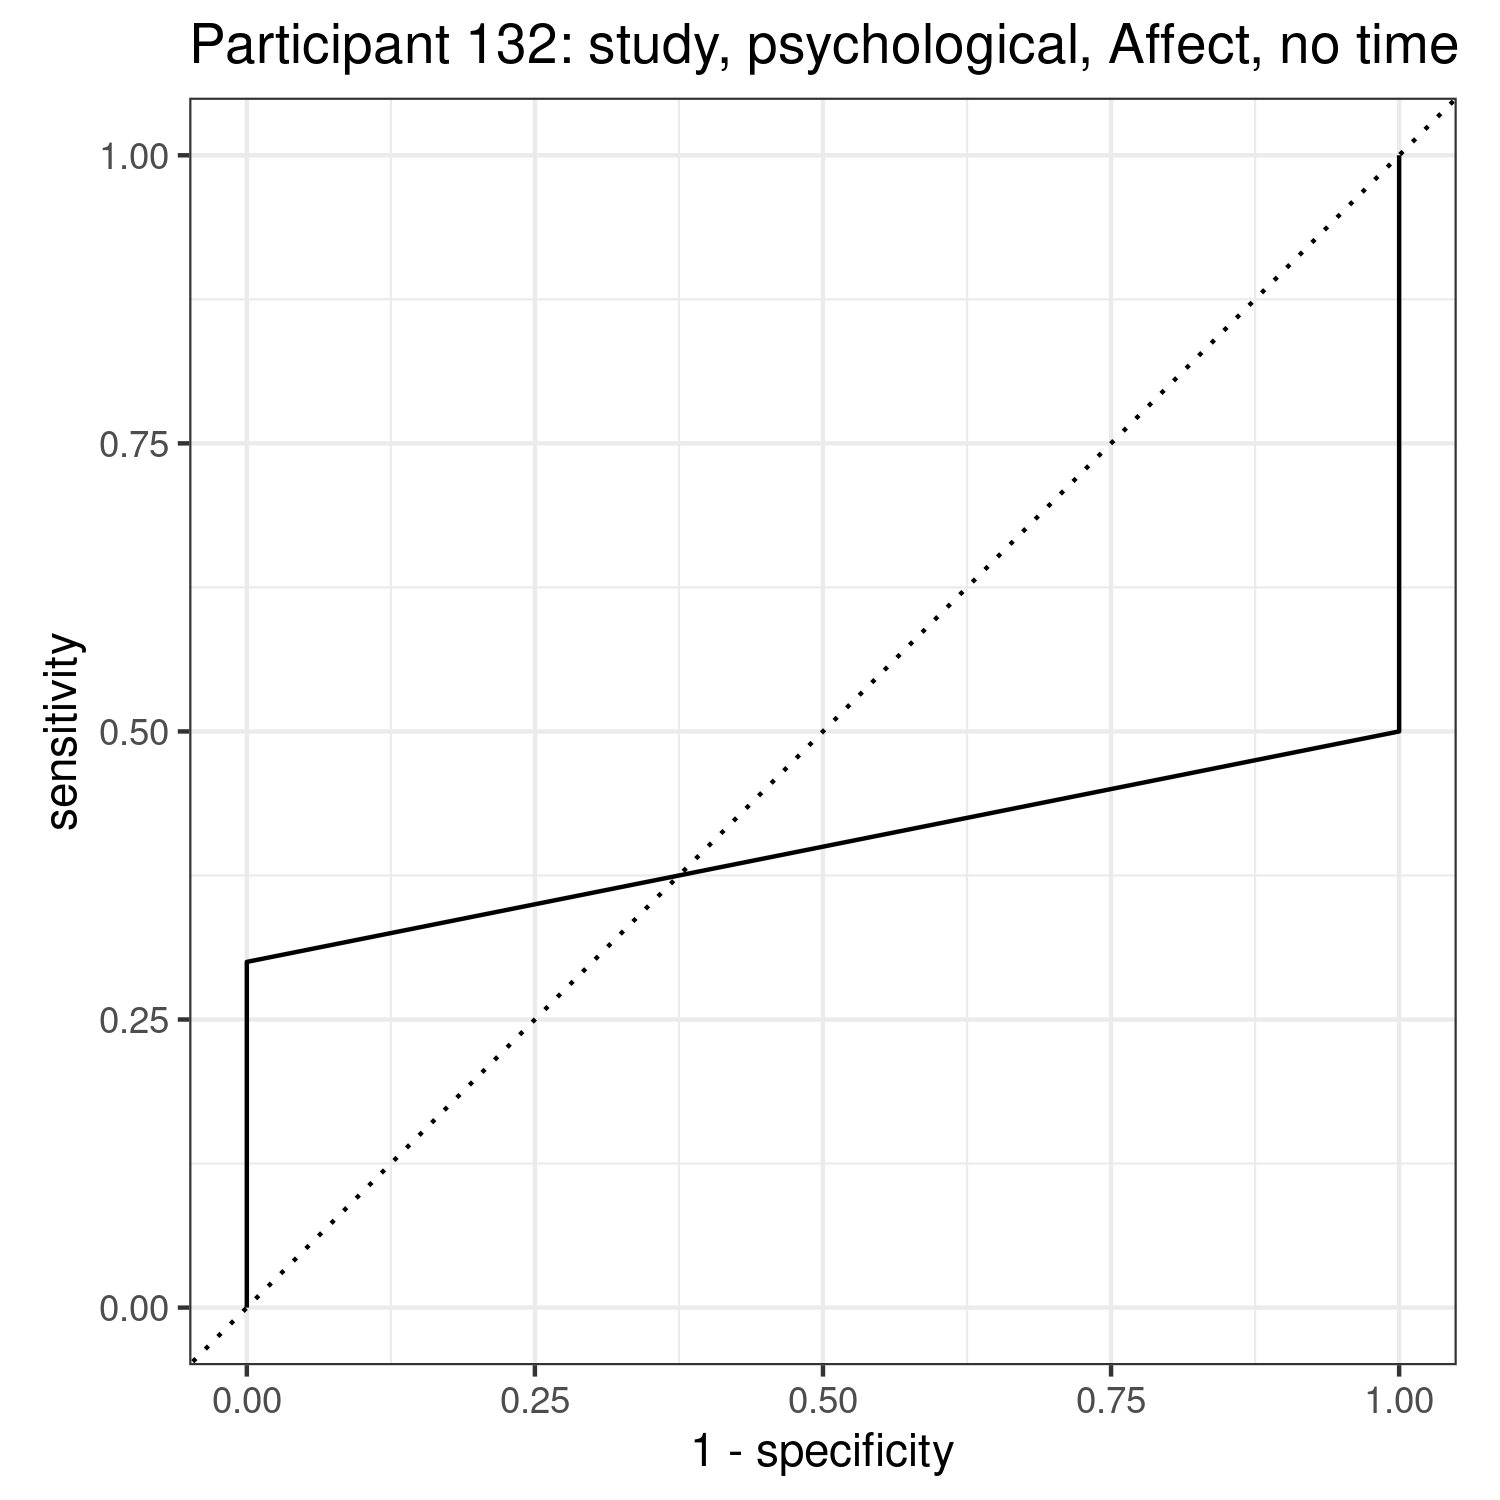 Participant 132: study, psychological, Affect, no time
1.00
0.75
0.50
0.25
0.00
sensitivity
0.00 0.25 0.50 0.75 1.00
1 - specificity